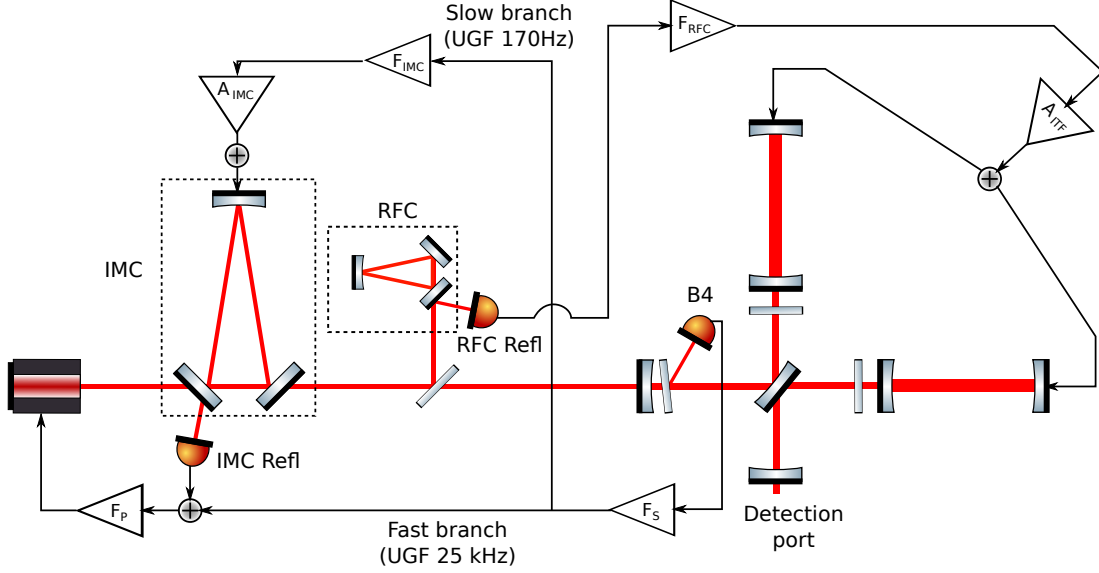 Slow branch
(UGF 170Hz)
F_RFC
F_IMC
A_IMC
A_ITF
RFC
IMC
B4
RFC Refl
IMC Refl
F_P
F_S
Fast branch
(UGF 25 kHz)
Detection
port